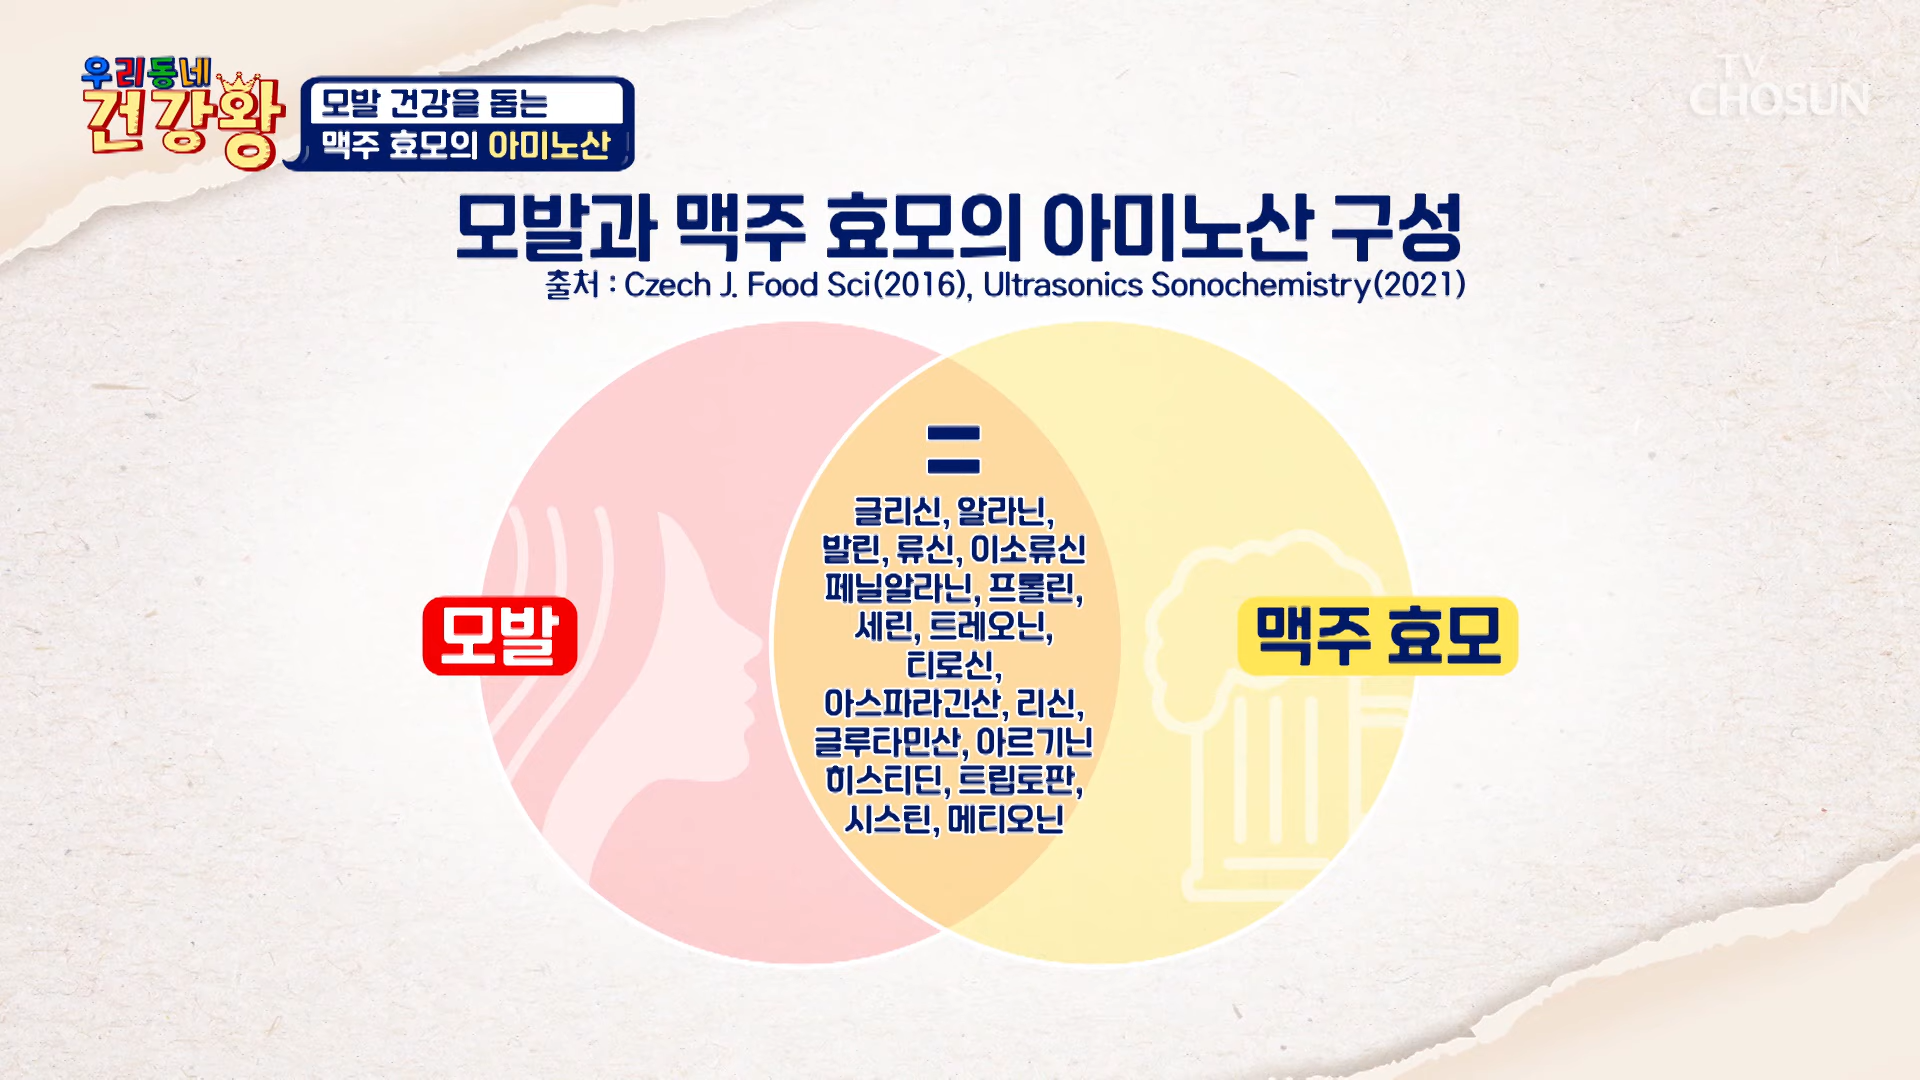 우리동네
건강왕
모발 건강을 돕는
맥주 효모의 아미노산
TV
CHOSUN
모발과 맥주 효모의 아미노산 구성
출처 : Czech J. Food Sci(2016), Ultrasonics Sonochemistry(2021)
=
글리신, 알라닌,
발린, 류신, 이소류신
페닐알라닌, 프롤린,
세린, 트레오닌,
티로신,
아스파라긴산, 리신,
글루타민산, 아르기닌
히스티딘, 트립토판,
시스틴, 메티오닌
모발
맥주 효모